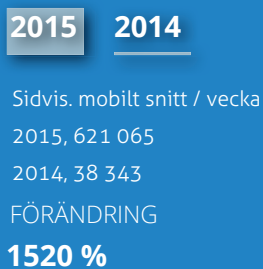 2015 2014
Sidvis. mobilt snitt / vecka
2015, 621 065
2014, 38 343
FÖRÄNDRING
1520 %